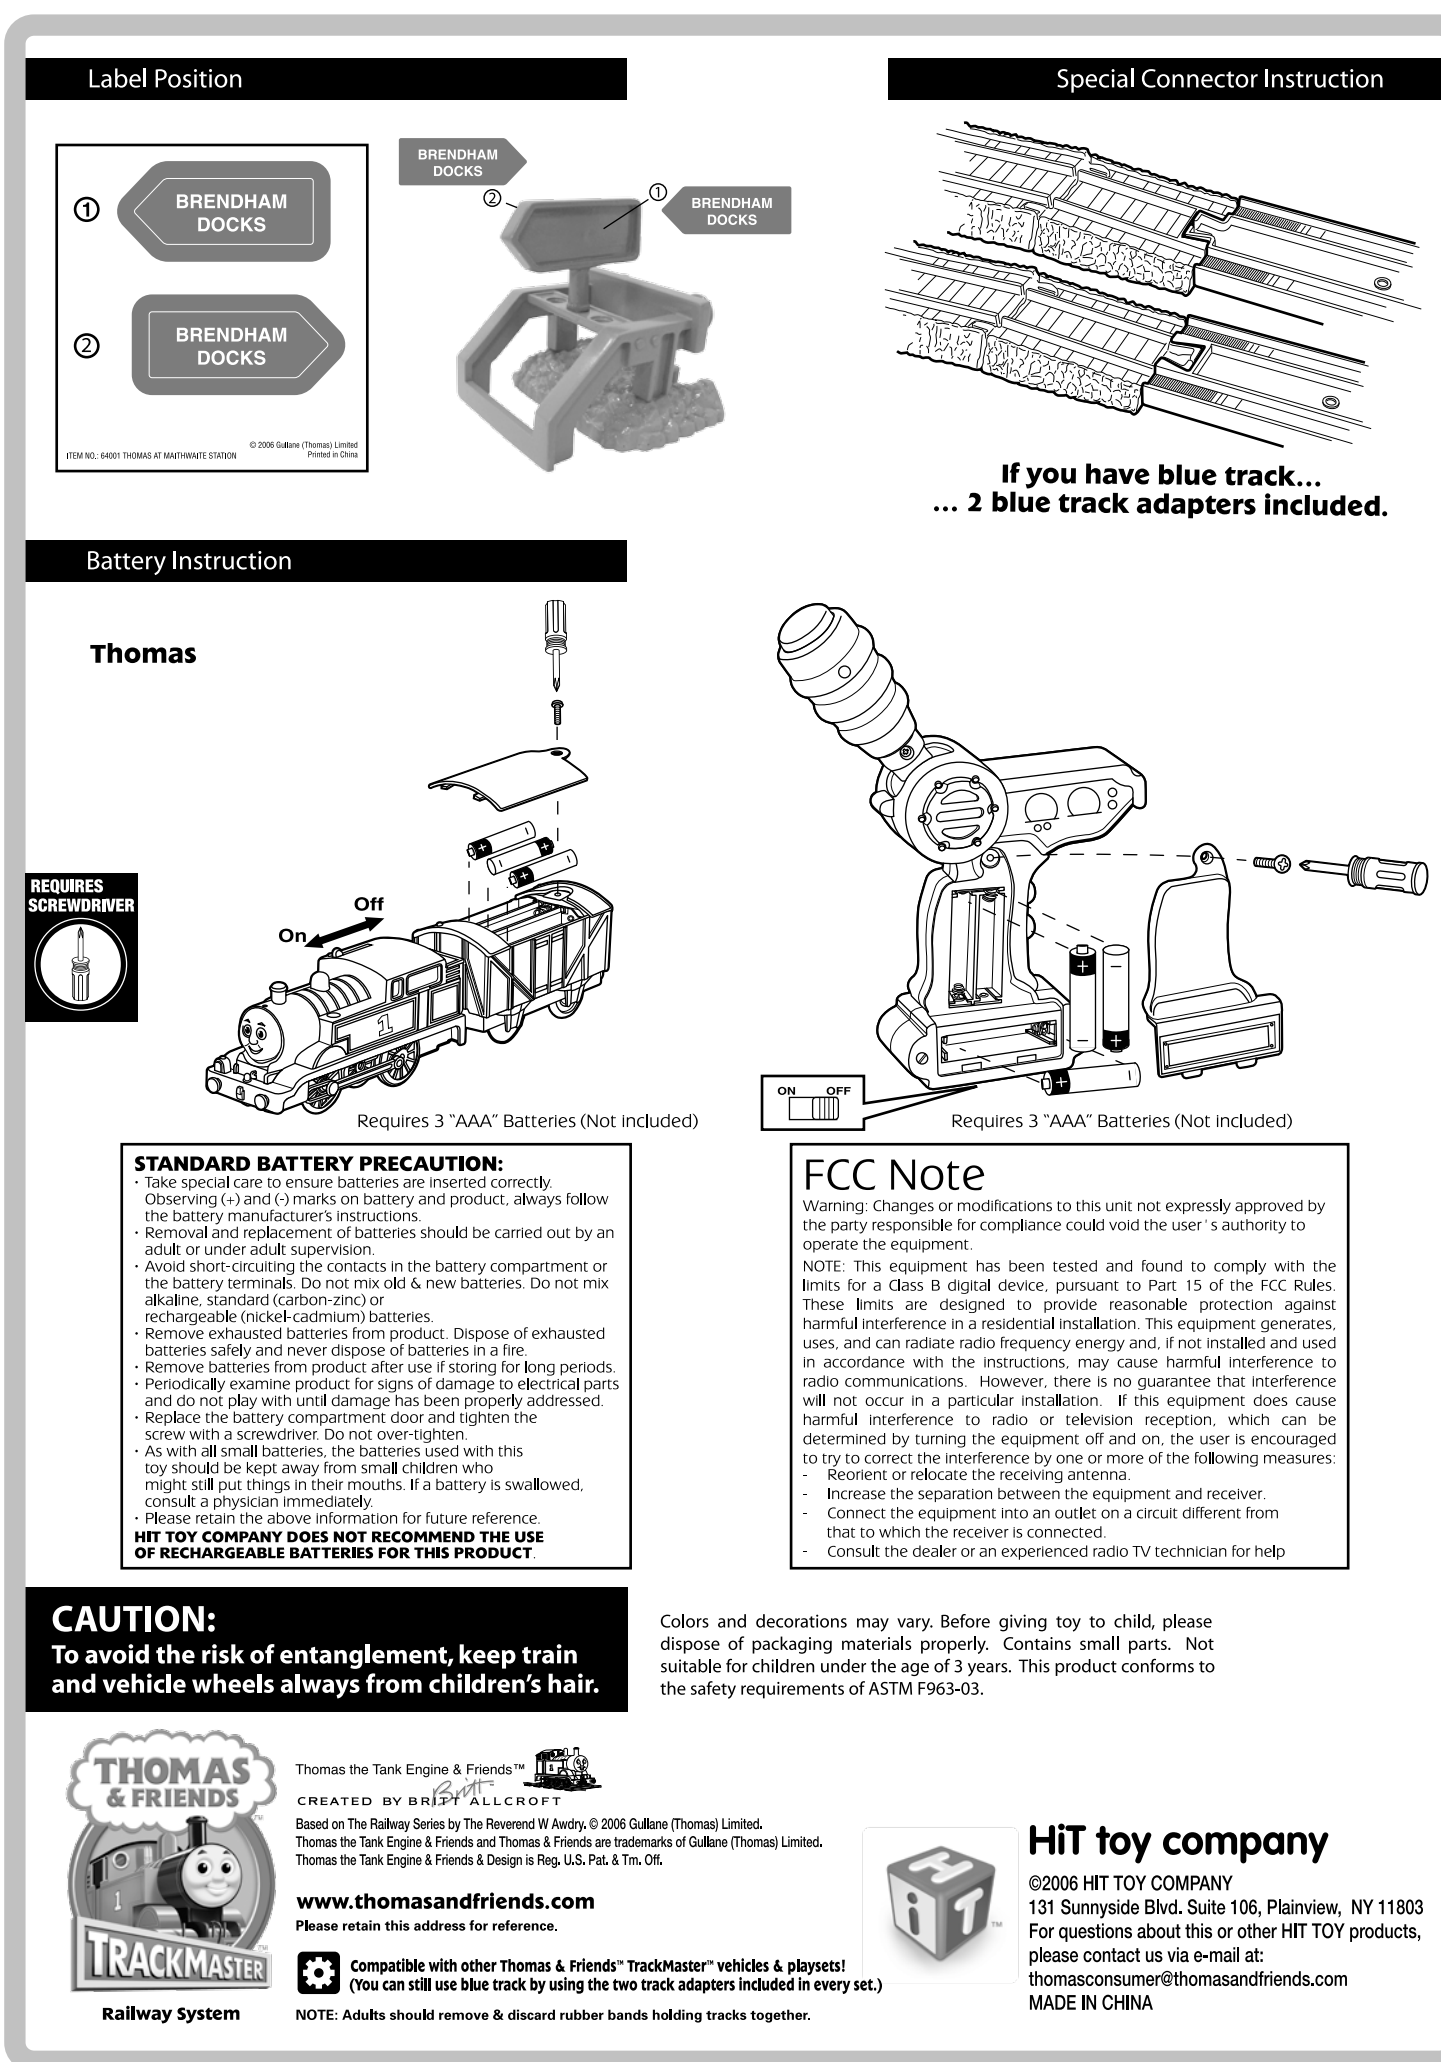 Label Position
Special Connector Instruction
① BRENDHAM
DOCKS
② BRENDHAM
DOCKS
© 2006 Gullane (Thomas) Limited
Printed in China
ITEM NO.: 64001 THOMAS AT MAITHWAITE STATION
BRENDHAM
DOCKS
②
①
BRENDHAM
DOCKS
If you have blue track...
... 2 blue track adapters included.
Battery Instruction
Thomas
REQUIRES
SCREWDRIVER
Off
On
1
+
+
+
Requires 3 “AAA” Batteries (Not included)
+ −
−
+
+
ON OFF
Requires 3 “AAA” Batteries (Not included)
STANDARD BATTERY PRECAUTION:
· Take special care to ensure batteries are inserted correctly.
Observing (+) and (-) marks on battery and product, always follow
the battery manufacturer’s instructions.
· Removal and replacement of batteries should be carried out by an
adult or under adult supervision.
· Avoid short-circuiting the contacts in the battery compartment or
the battery terminals. Do not mix old & new batteries. Do not mix
alkaline, standard (carbon-zinc) or
rechargeable (nickel-cadmium) batteries.
· Remove exhausted batteries from product. Dispose of exhausted
batteries safely and never dispose of batteries in a fire.
· Remove batteries from product after use if storing for long periods.
· Periodically examine product for signs of damage to electrical parts
and do not play with until damage has been properly addressed.
· Replace the battery compartment door and tighten the
screw with a screwdriver. Do not over-tighten.
· As with all small batteries, the batteries used with this
toy should be kept away from small children who
might still put things in their mouths. If a battery is swallowed,
consult a physician immediately.
· Please retain the above information for future reference.
HIT TOY COMPANY DOES NOT RECOMMEND THE USE
OF RECHARGEABLE BATTERIES FOR THIS PRODUCT.
FCC Note
Warning: Changes or modifications to this unit not expressly approved by
the party responsible for compliance could void the user's authority to
operate the equipment.
NOTE: This equipment has been tested and found to comply with the
limits for a Class B digital device, pursuant to Part 15 of the FCC Rules.
These limits are designed to provide reasonable protection against
harmful interference in a residential installation. This equipment generates,
uses, and can radiate radio frequency energy and, if not installed and used
in accordance with the instructions, may cause harmful interference to
radio communications. However, there is no guarantee that interference
will not occur in a particular installation. If this equipment does cause
harmful interference to radio or television reception, which can be
determined by turning the equipment off and on, the user is encouraged
to try to correct the interference by one or more of the following measures:
- Reorient or relocate the receiving antenna.
- Increase the separation between the equipment and receiver.
- Connect the equipment into an outlet on a circuit different from
that to which the receiver is connected.
- Consult the dealer or an experienced radio TV technician for help
CAUTION:
To avoid the risk of entanglement, keep train
and vehicle wheels always from children’s hair.
Colors and decorations may vary. Before giving toy to child, please
dispose of packaging materials properly. Contains small parts. Not
suitable for children under the age of 3 years. This product conforms to
the safety requirements of ASTM F963-03.
THOMAS
& FRIENDS
TM
1
TRACKMASTER
TM
Railway System
Thomas the Tank Engine & Friends™
Britt
CREATED BY BRITT ALLCROFT
Based on The Railway Series by The Reverend W Awdry. © 2006 Gullane (Thomas) Limited.
Thomas the Tank Engine & Friends and Thomas & Friends are trademarks of Gullane (Thomas) Limited.
Thomas the Tank Engine & Friends & Design is Reg. U.S. Pat. & Tm. Off.
www.thomasandfriends.com
Please retain this address for reference.
Compatible with other Thomas & Friends™ TrackMaster™ vehicles & playsets!
(You can still use blue track by using the two track adapters included in every set.)
NOTE: Adults should remove & discard rubber bands holding tracks together.
HiT
TM
HiT toy company
©2006 HIT TOY COMPANY
131 Sunnyside Blvd. Suite 106, Plainview, NY 11803
For questions about this or other HIT TOY products,
please contact us via e-mail at:
thomasconsumer@thomasandfriends.com
MADE IN CHINA